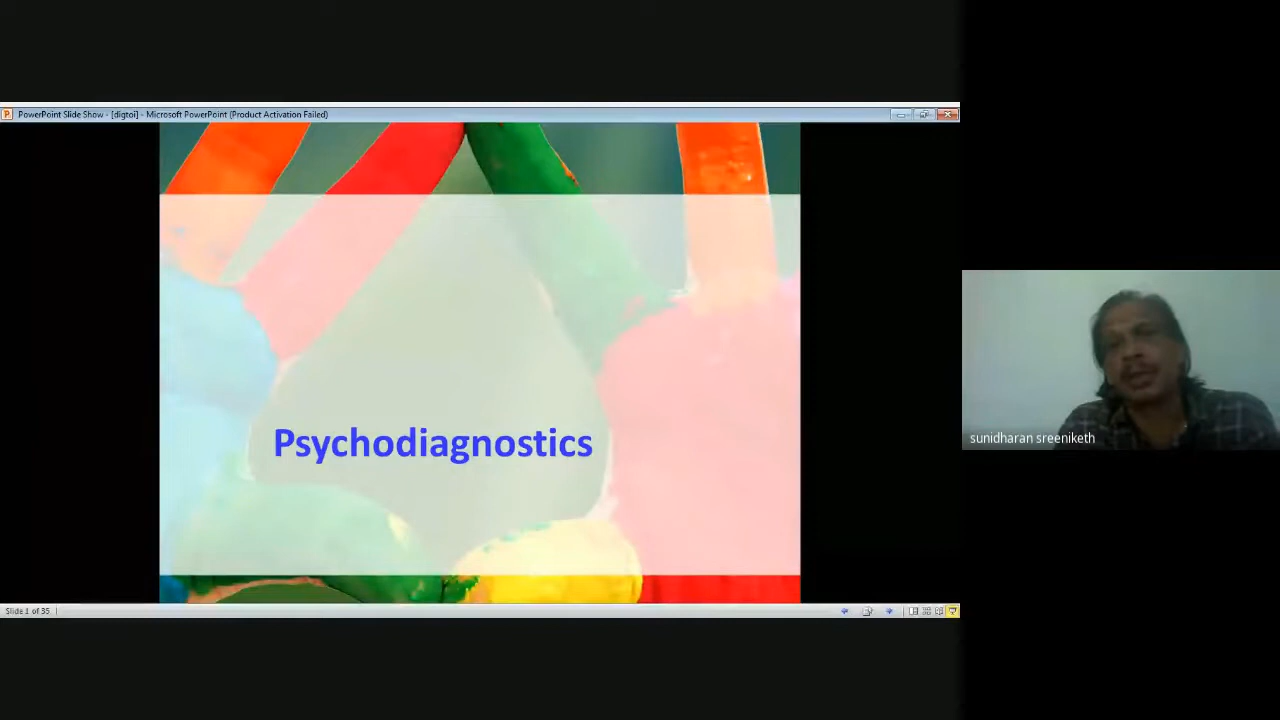 PowerPoint Slide Show - [digtoi] - Microsoft PowerPoint (Product Activation Failed)
Psychodiagnostics
sunidharan sreeniketh
Slide 1 of 35